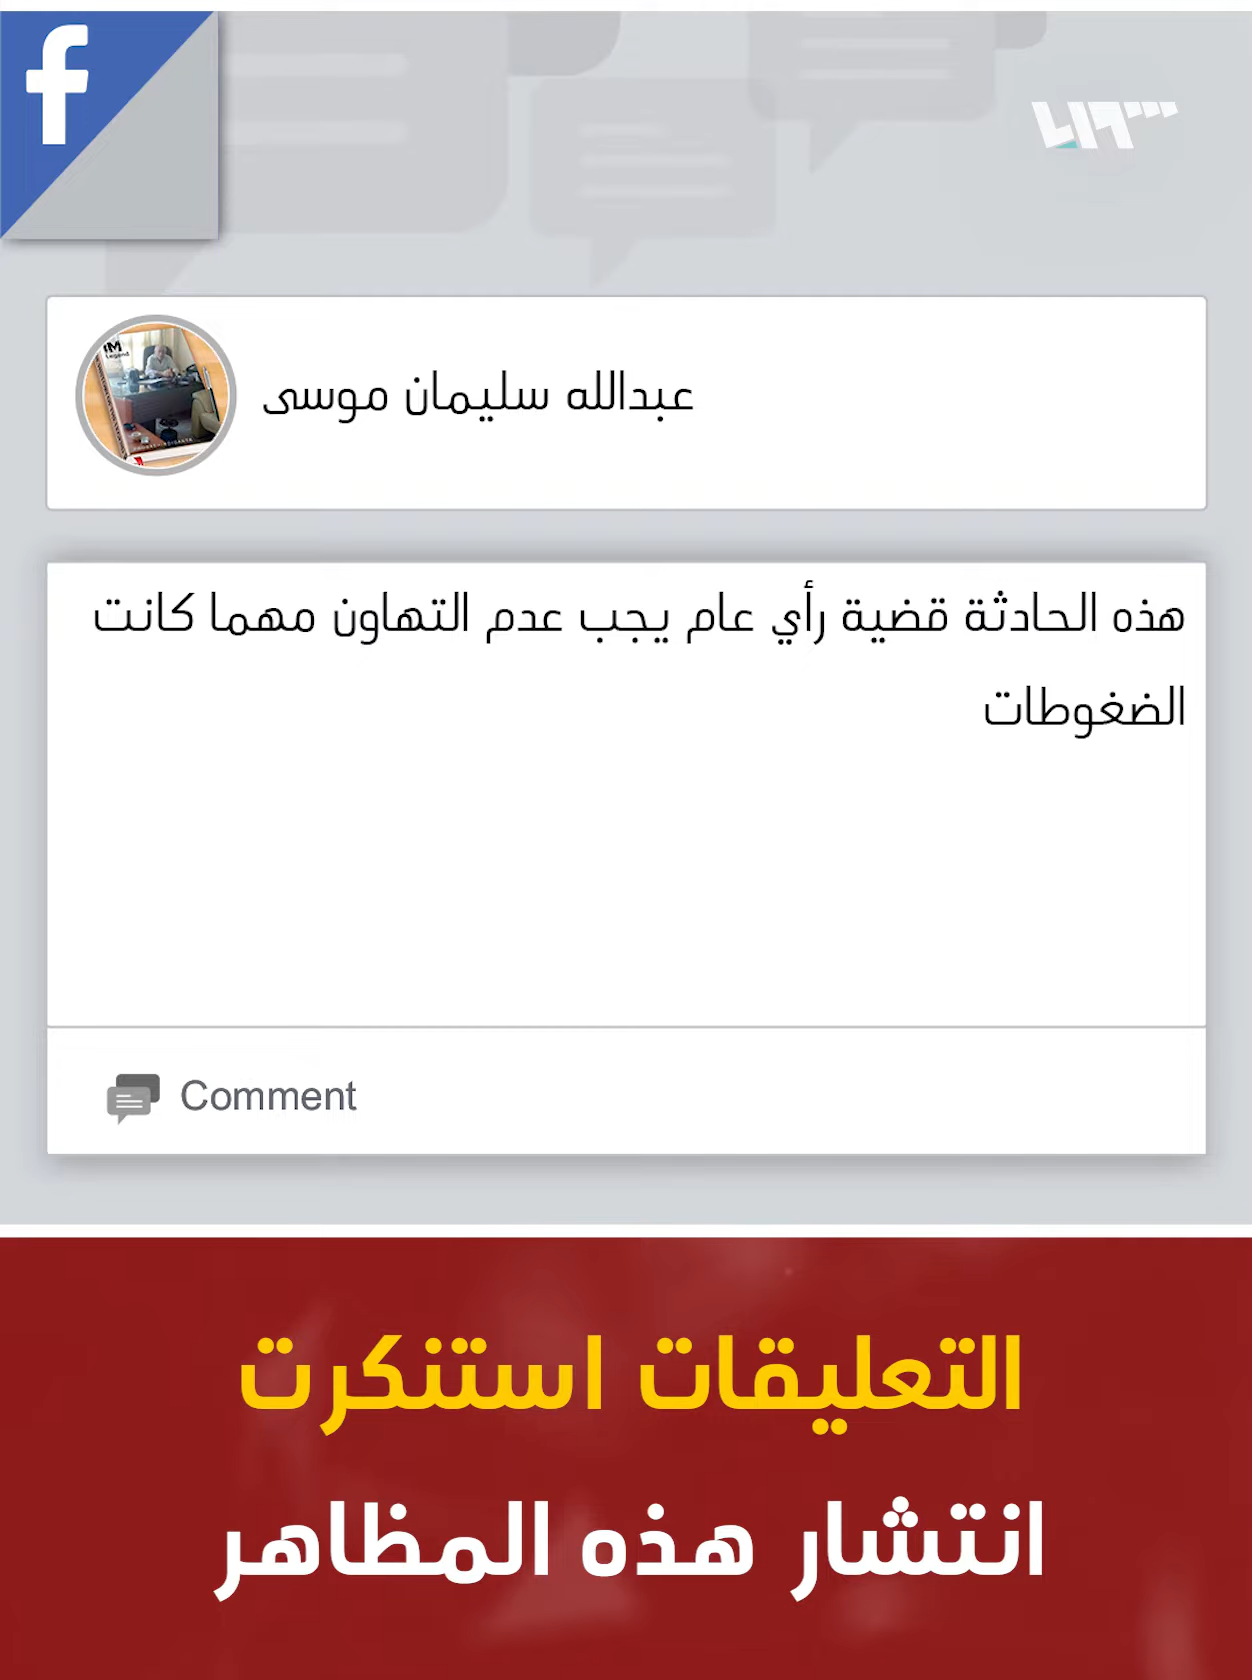 f
سوريا
عبدالله سليمان موسى
هذه الحادثة قضية رأي عام يجب عدم التهاون مهما كانت
الضغوطات
Comment
التعليقات استنكرت
انتشار هذه المظاهر